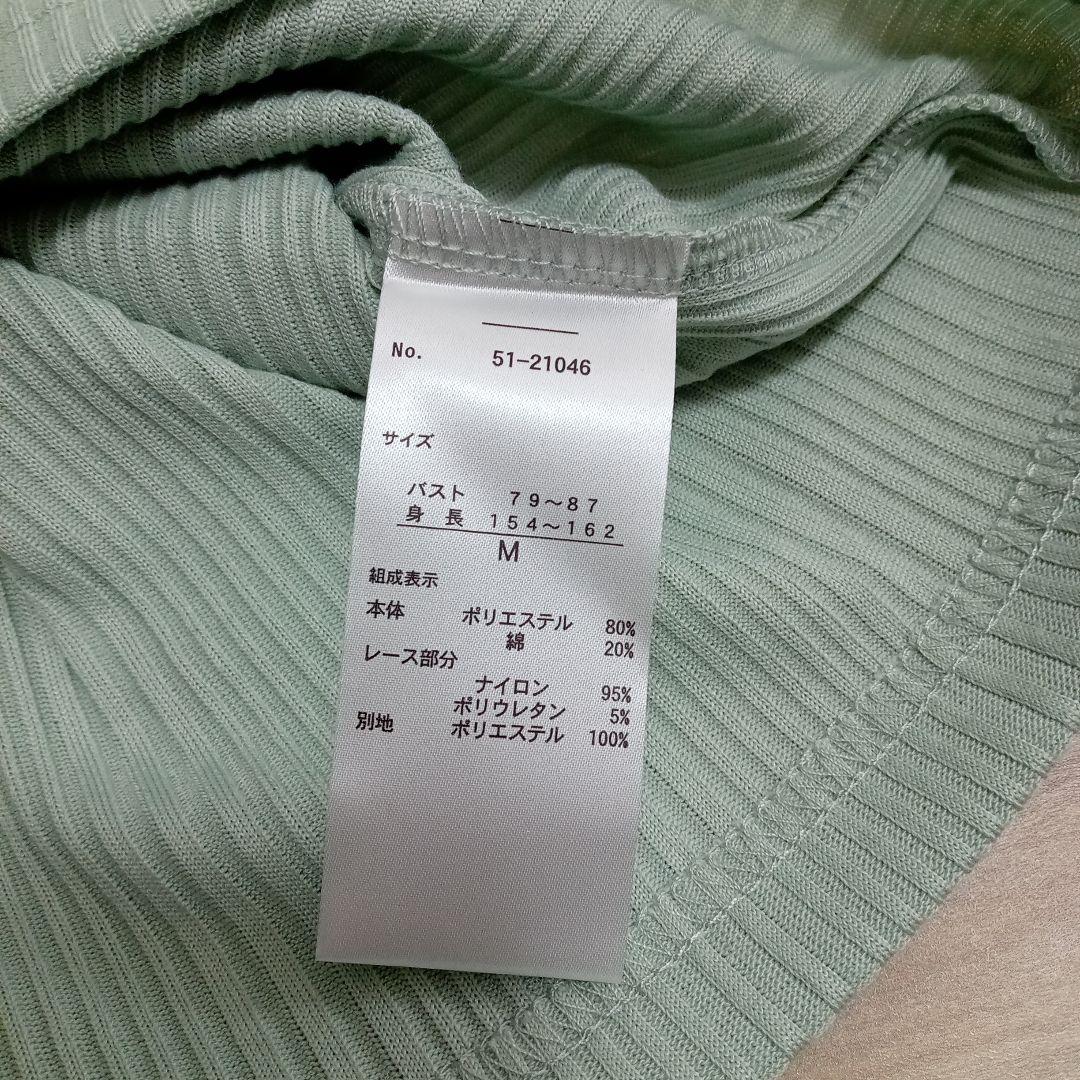 No. 51-21046
サイズ
バスト 79～87
身 長 154～162
M
組成表示
本体 ポリエステル 80%
綿 20%
レース部分
ナイロン 95%
ポリウレタン 5%
別地 ポリエステル 100%